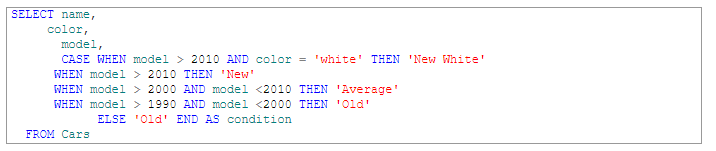 SELECT name,
color,
model,
CASE WHEN model > 2010 AND color = 'white' THEN 'New White'
WHEN model > 2010 THEN 'New'
WHEN model > 2000 AND model <2010 THEN 'Average'
WHEN model > 1990 AND model <2000 THEN 'Old'
ELSE 'Old' END AS condition
FROM Cars